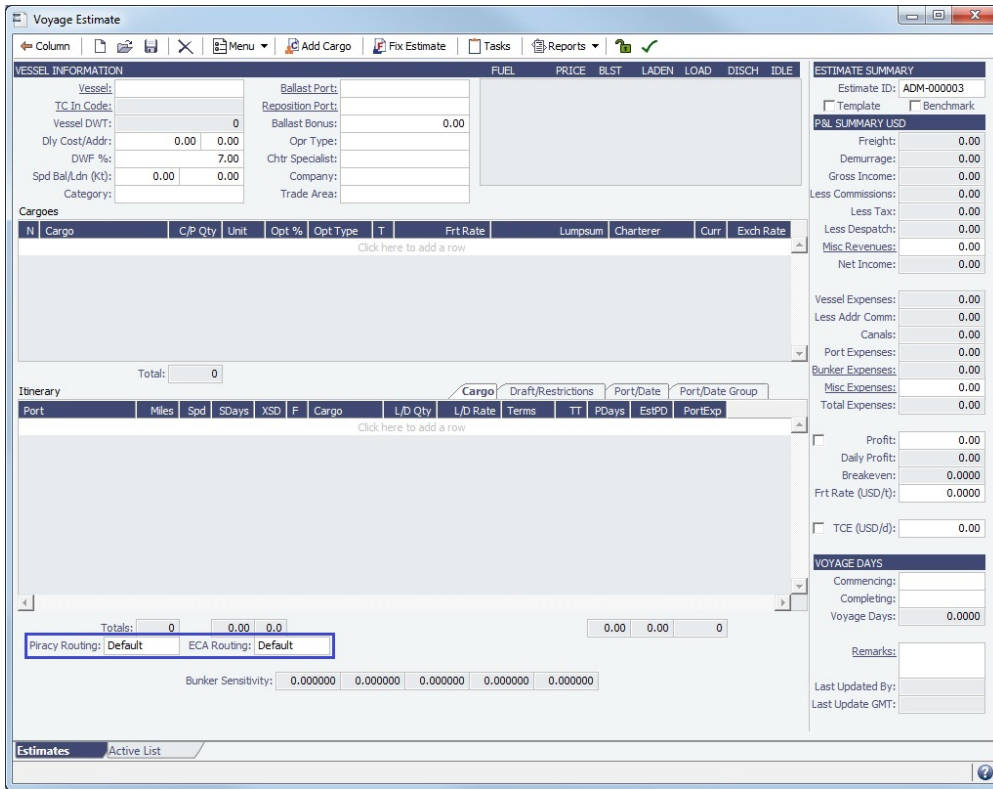 Voyage Estimate
Column Menu Add Cargo Fix Estimate Tasks Reports
VESSEL INFORMATION FUEL PRICE BLST LADEN LOAD DISCH IDLE
Vessel: Ballast Port:
TC In Code: Reposition Port:
Vessel DWT: 0 Ballast Bonus: 0.00
Dly Cost/Addr: 0.00 0.00 Opr Type:
DWF %: 7.00 Chtr Specialist:
Spd Bal/Ldn (Kt): 0.00 0.00 Company:
Category: Trade Area:
Cargoes
N Cargo C/P Qty Unit Opt % Opt Type T Frt Rate Lumpsum Charterer Curr Exch Rate
Click here to add a row
Total: 0
Itinerary Cargo Draft/Restrictions Port/Date Port/Date Group
Port Miles Spd SDays XSD F Cargo L/D Qty L/D Rate Terms TT PDays EstPD PortExp
Click here to add a row
Totals: 0 0.00 0.0 0.00 0.00 0
Piracy Routing: Default ECA Routing: Default
Bunker Sensitivity: 0.000000 0.000000 0.000000 0.000000 0.000000
Estimates Active List
ESTIMATE SUMMARY
Estimate ID: ADM-000003
Template Benchmark
P&L SUMMARY USD
Freight: 0.00
Demurrage: 0.00
Gross Income: 0.00
Less Commissions: 0.00
Less Tax: 0.00
Less Despatch: 0.00
Misc Revenues: 0.00
Net Income: 0.00
Vessel Expenses: 0.00
Less Addr Comm: 0.00
Canals: 0.00
Port Expenses: 0.00
Bunker Expenses: 0.00
Misc Expenses: 0.00
Total Expenses: 0.00
Profit: 0.00
Daily Profit: 0.00
Breakeven: 0.0000
Frt Rate (USD/t): 0.0000
TCE (USD/d): 0.00
VOYAGE DAYS
Commencing:
Completing:
Voyage Days: 0.0000
Remarks:
Last Updated By:
Last Update GMT: